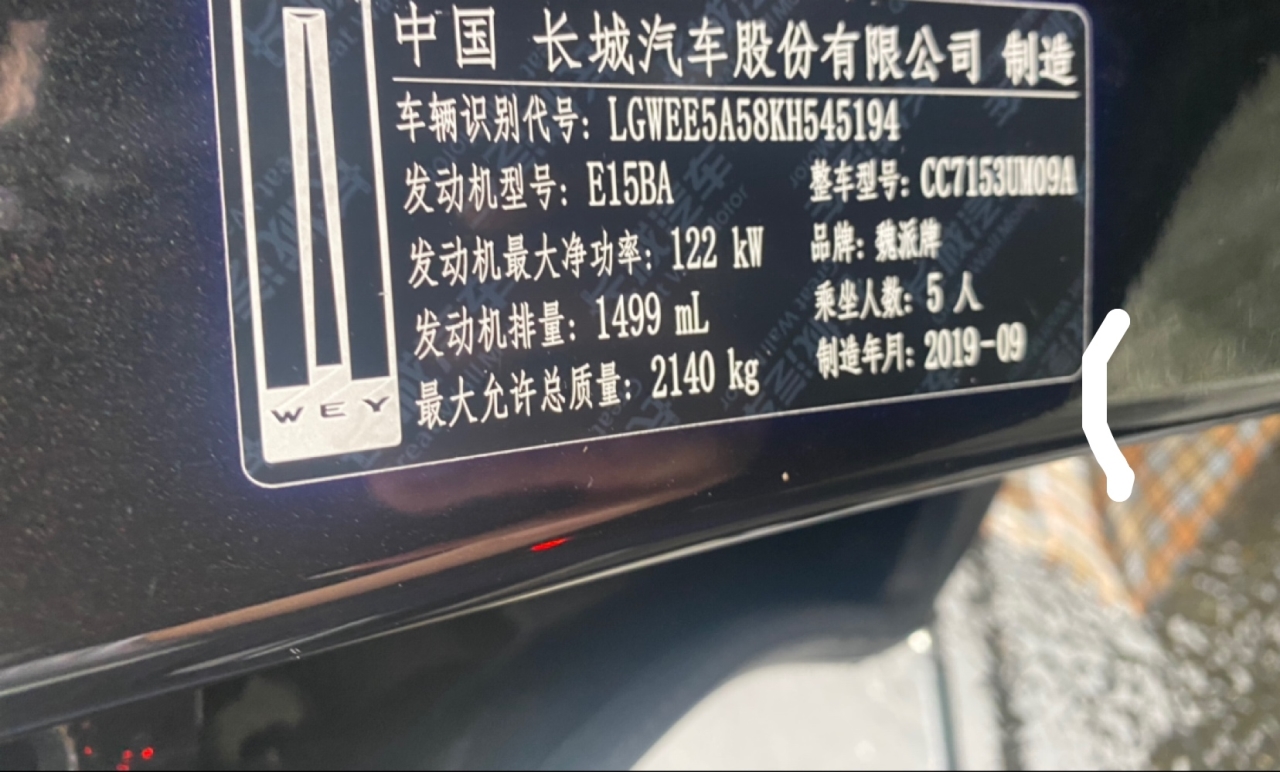 中国 长城汽车股份有限公司 制造
车辆识别代号: LGWEE5A58KH545194
发动机型号: E15BA 整车型号: CC7153UM09A
发动机最大净功率: 122 kW 品牌: 魏派牌
发动机排量: 1499 mL 乘坐人数: 5 人
最大允许总质量: 2140 kg 制造年月: 2019-09
WEY